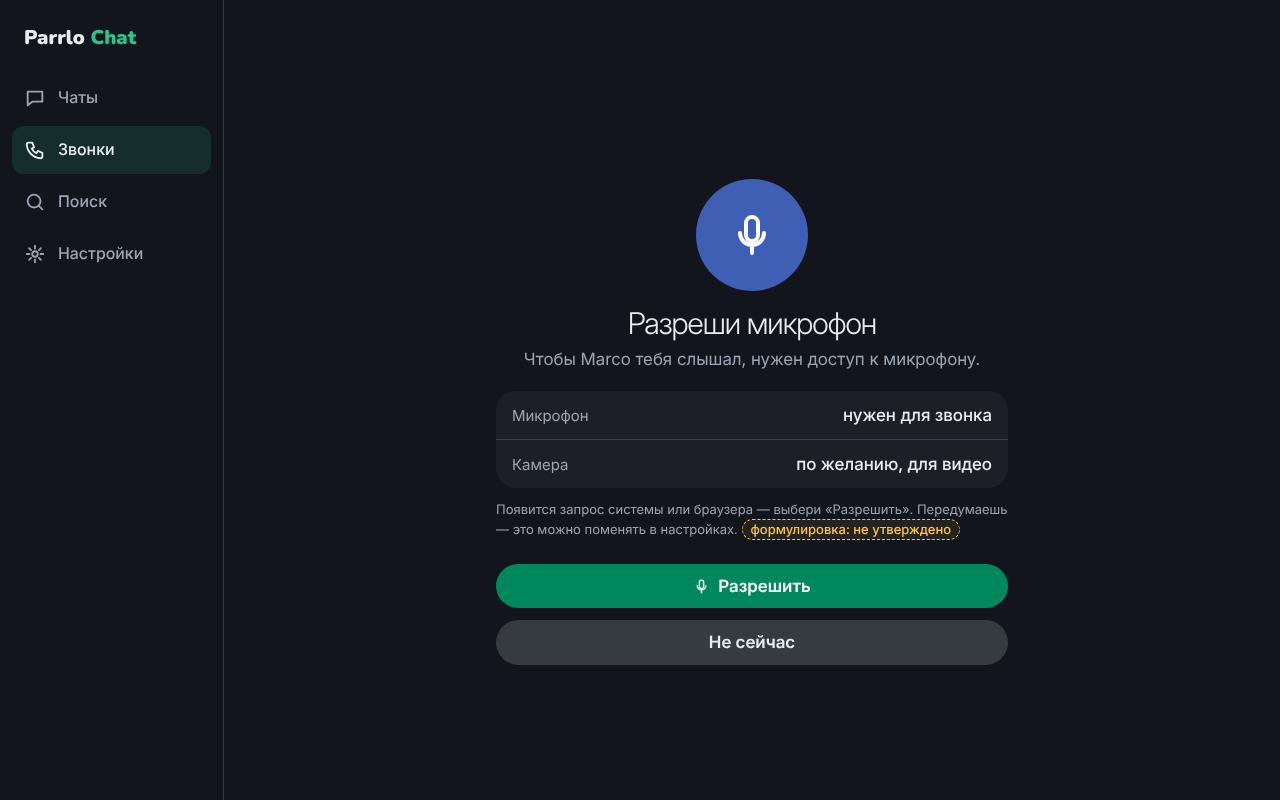 Parrlo Chat
Чаты
Звонки
Поиск
Настройки
Разреши микрофон
Чтобы Marco тебя слышал, нужен доступ к микрофону.
Микрофон нужен для звонка
Камера по желанию, для видео
Появится запрос системы или браузера — выбери «Разрешить». Передумаешь
— это можно поменять в настройках. формулировка: не утверждено
Разрешить
Не сейчас